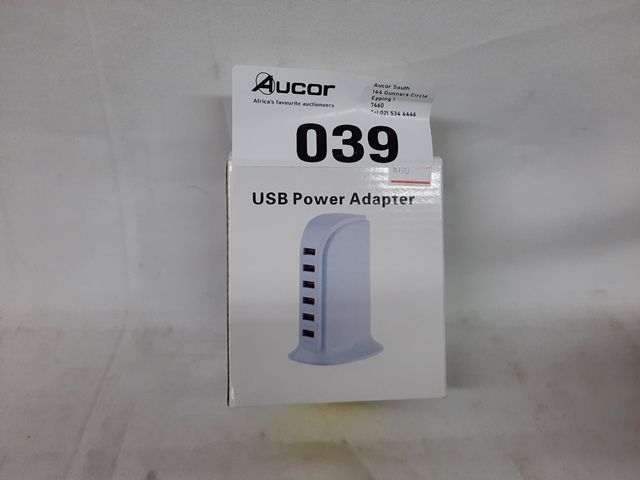 Aucor
Africa's favourite auctioneers
Aucor South
144 Gunners Circle
Epping 1
7460
Tel 021 534 4446
039
USB Power Adapter